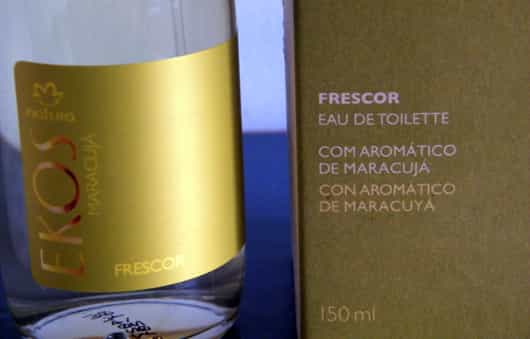 natura
EKOS
MARACUJÁ
FRESCOR
FRESCOR
EAU DE TOILETTE
COM AROMÁTICO
DE MARACUJÁ
CON AROMÁTICO
DE MARACUYÁ
150 ml